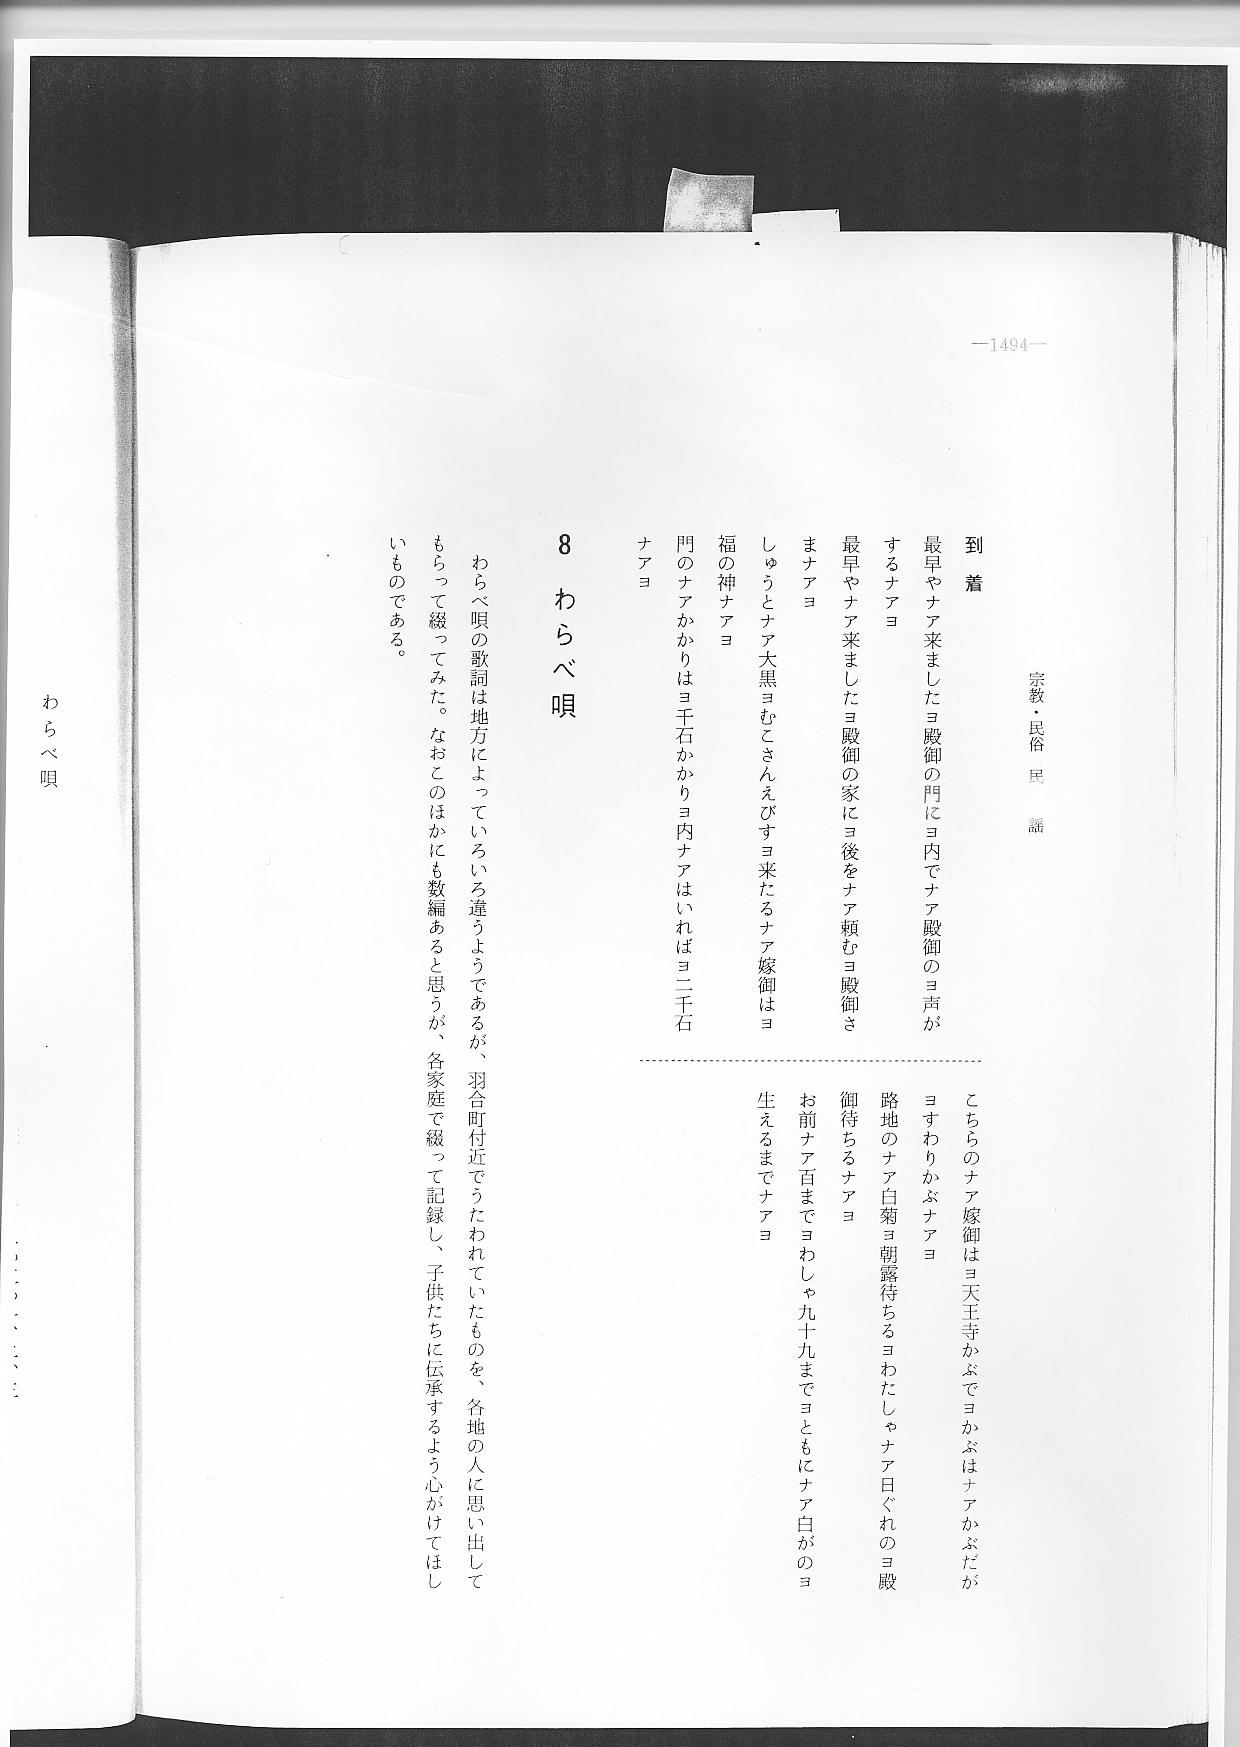 —1494—
宗教・民俗 民 謡
到 着
最早やナア来ましたヨ殿御の門にヨ内でナア殿御のヨ声が
するナアヨ
最早やナア来ましたヨ殿御の家にヨ後をナア頼むヨ殿御さ
まナアヨ
しゅうとナア大黒ヨむこさんえびすヨ来たるナア嫁御はヨ
福の神ナアヨ
門のナアかかりはヨ千石かかりヨ内ナアはいればヨ二千石
ナアヨ
こちらのナア嫁御はヨ天王寺かぶでヨかぶはナアかぶだが
ヨすわりかぶナアヨ
路地のナア白菊ヨ朝露待ちるヨわたしゃナア日ぐれのヨ殿
御待ちるナアヨ
お前ナア百までヨわしゃ九十九までヨともにナア白がのヨ
生えるまでナアヨ
8 わらべ唄
わらべ唄の歌詞は地方によっていろいろ違うようであるが、羽合町付近でうたわれていたものを、各地の人に思い出して
もらって綴ってみた。なおこのほかにも数編あると思うが、各家庭で綴って記録し、子供たちに伝承するよう心がけてほし
いものである。
わらべ唄